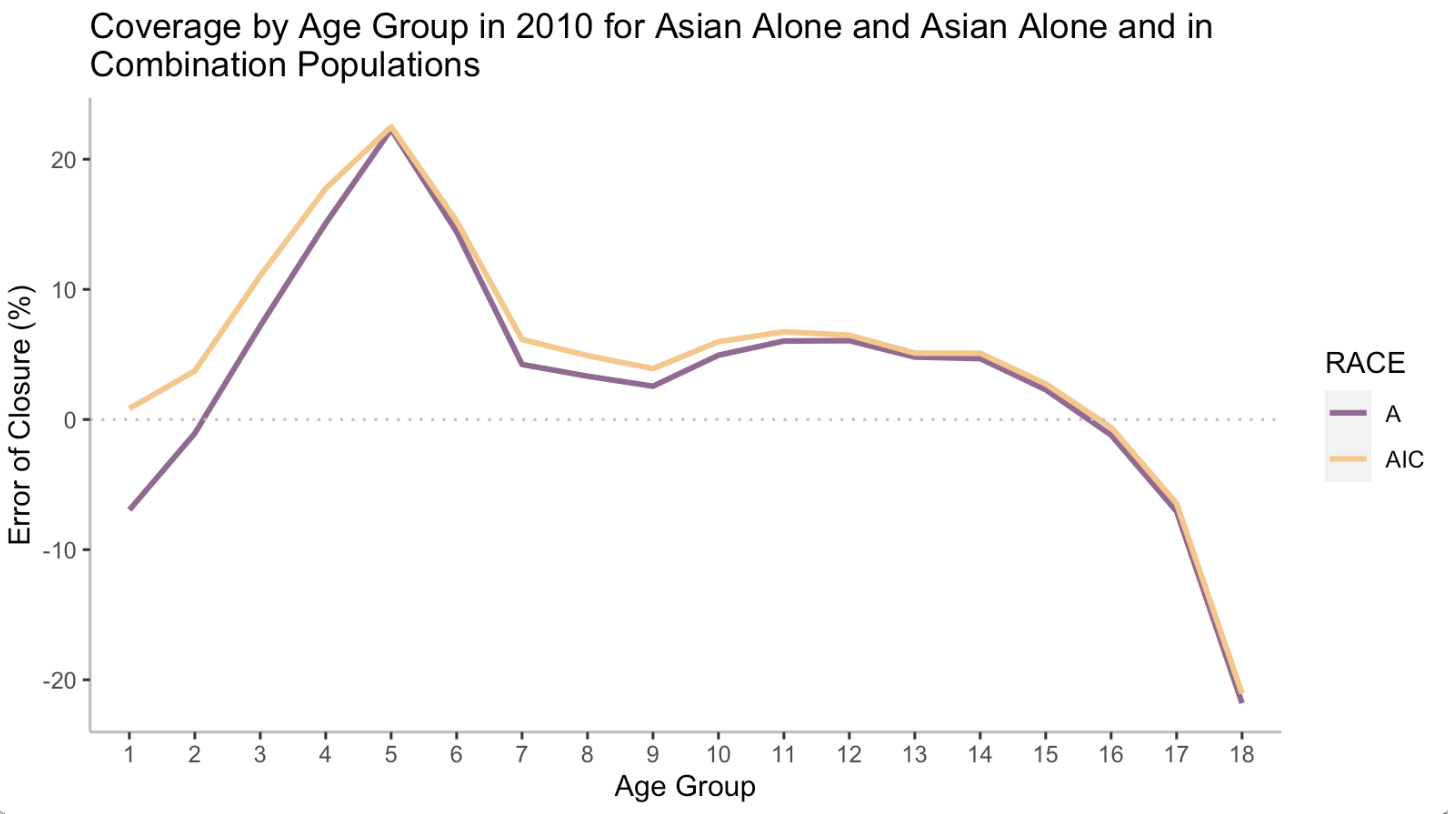 Coverage by Age Group in 2010 for Asian Alone and Asian Alone and in
Combination Populations
Error of Closure (%)
20
10
0
-10
-20
1 2 3 4 5 6 7 8 9 10 11 12 13 14 15 16 17 18
Age Group
RACE
A
AIC